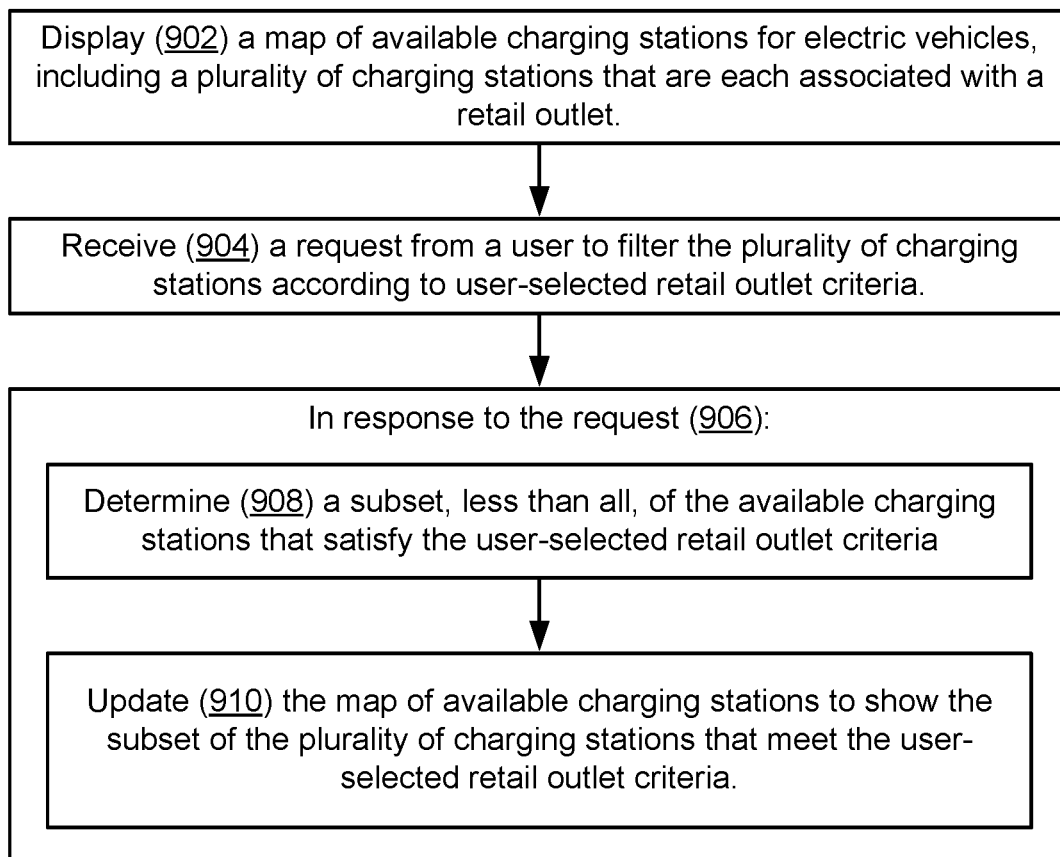 Display (902) a map of available charging stations for electric vehicles,
including a plurality of charging stations that are each associated with a
retail outlet.
Receive (904) a request from a user to filter the plurality of charging
stations according to user-selected retail outlet criteria.
In response to the request (906):
Determine (908) a subset, less than all, of the available charging
stations that satisfy the user-selected retail outlet criteria
Update (910) the map of available charging stations to show the
subset of the plurality of charging stations that meet the user-
selected retail outlet criteria.